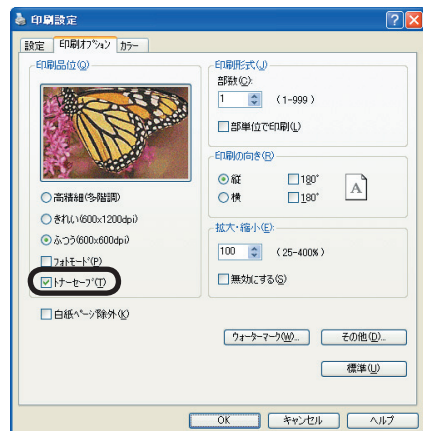 印刷設定
設定 印刷ｵﾌﾟｼｮﾝ ｶﾗｰ
印刷品位(Q)
高精細(多階調)
きれい(600x1200dpi)
ふつう(600x600dpi)
ﾌｫﾄﾓｰﾄﾞ(P)
ﾄﾅｰｾｰﾌﾞ(T)
白紙ﾍﾟｰｼﾞ除外(K)
印刷形式(J)
部数(C):
1 (1-999)
部単位で印刷(L)
印刷の向き(R)
縦 180°
横 180°
A
拡大・縮小(E):
100 (25-400%)
無効にする(S)
ｳｫｰﾀｰﾏｰｸ(W)... その他(D)...
標準(U)
OK ｷｬﾝｾﾙ ﾍﾙﾌﾟ